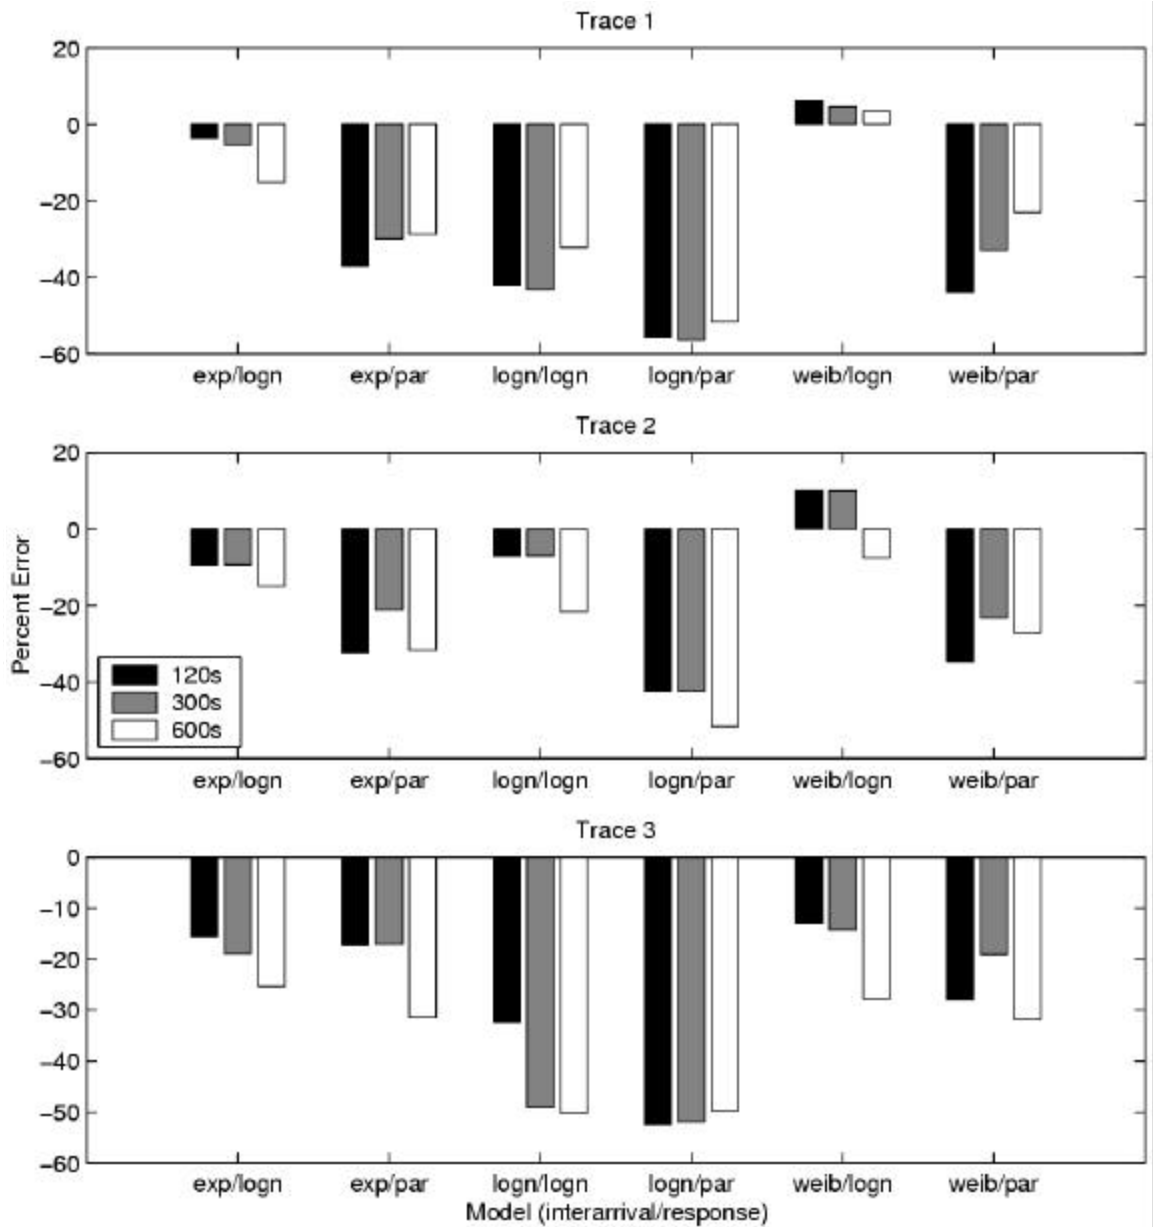 Trace 1
20
0
−20
−40
−60
exp/logn exp/par logn/logn logn/par weib/logn weib/par
Trace 2
Percent Error
20
0
−20
−40
−60
120s
300s
600s
exp/logn exp/par logn/logn logn/par weib/logn weib/par
Trace 3
0
−10
−20
−30
−40
−50
−60
exp/logn exp/par logn/logn logn/par weib/logn weib/par
Model (interarrival/response)